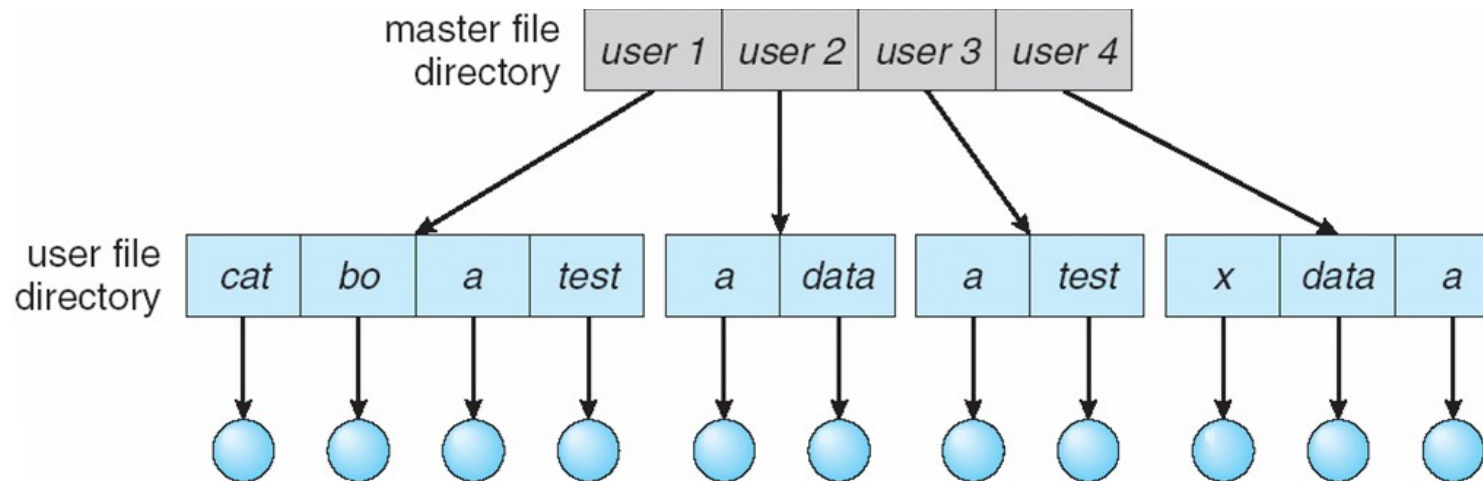 master file
directory
user 1 user 2 user 3 user 4
user file
directory
cat bo a test a data a test x data a